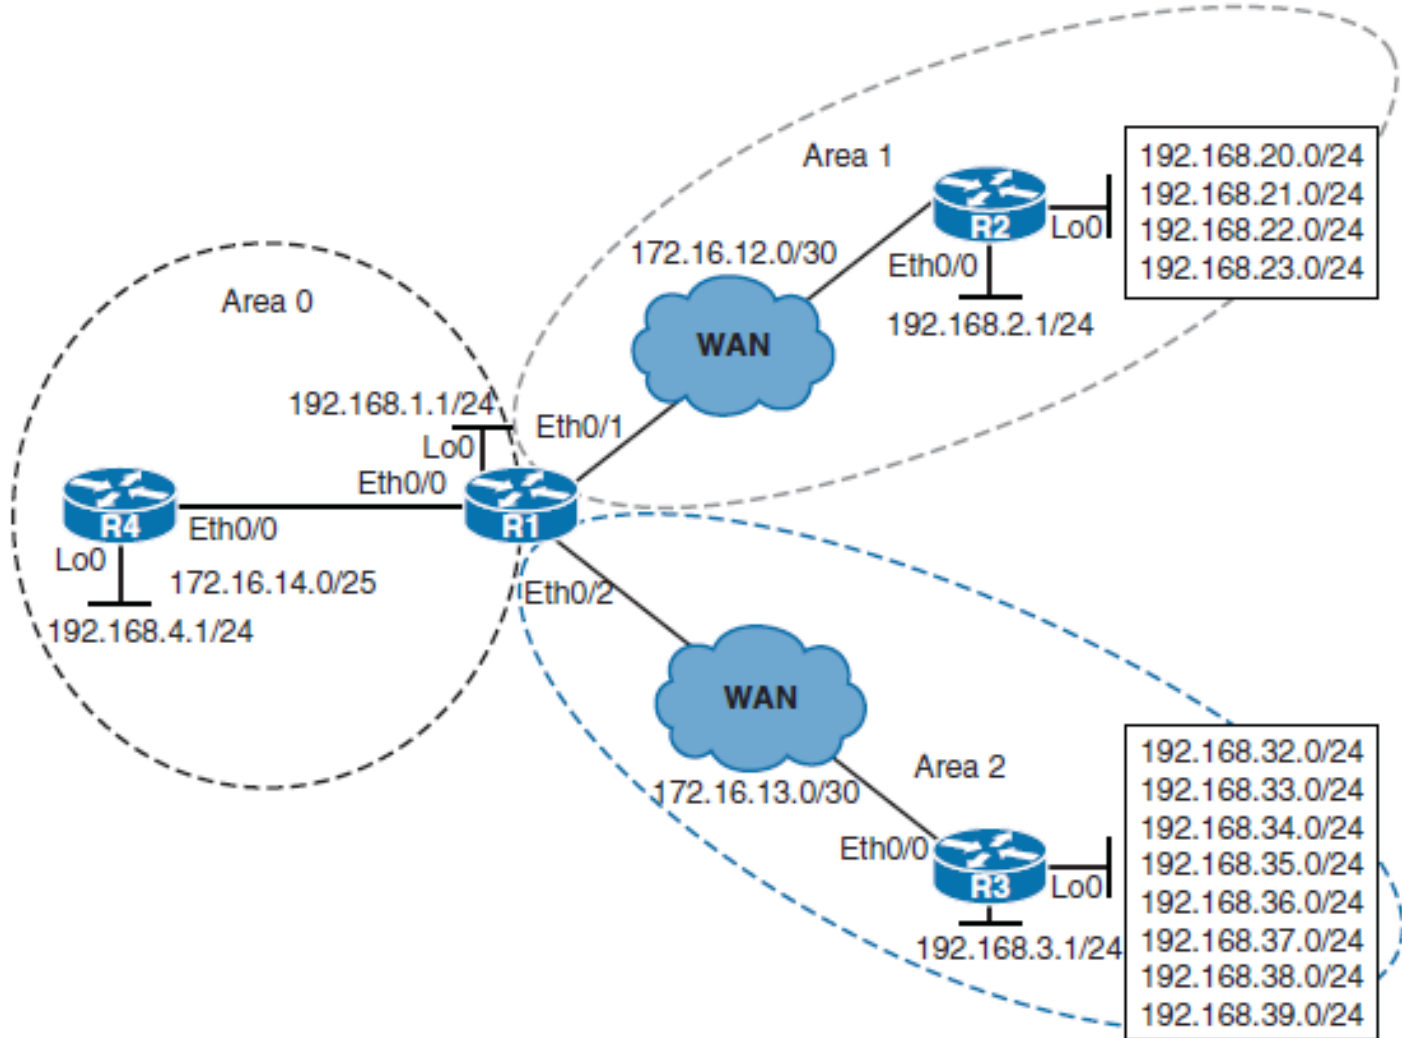 Area 1
192.168.20.0/24
192.168.21.0/24
192.168.22.0/24
192.168.23.0/24
R2
Lo0
172.16.12.0/30
Eth0/0
192.168.2.1/24
WAN
Area 0
192.168.1.1/24
Eth0/1
Lo0
Eth0/0
R4
R1
Eth0/0
Lo0
172.16.14.0/25
192.168.4.1/24
Eth0/2
WAN
172.16.13.0/30
Area 2
Eth0/0
R3
Lo0
192.168.3.1/24
192.168.32.0/24
192.168.33.0/24
192.168.34.0/24
192.168.35.0/24
192.168.36.0/24
192.168.37.0/24
192.168.38.0/24
192.168.39.0/24